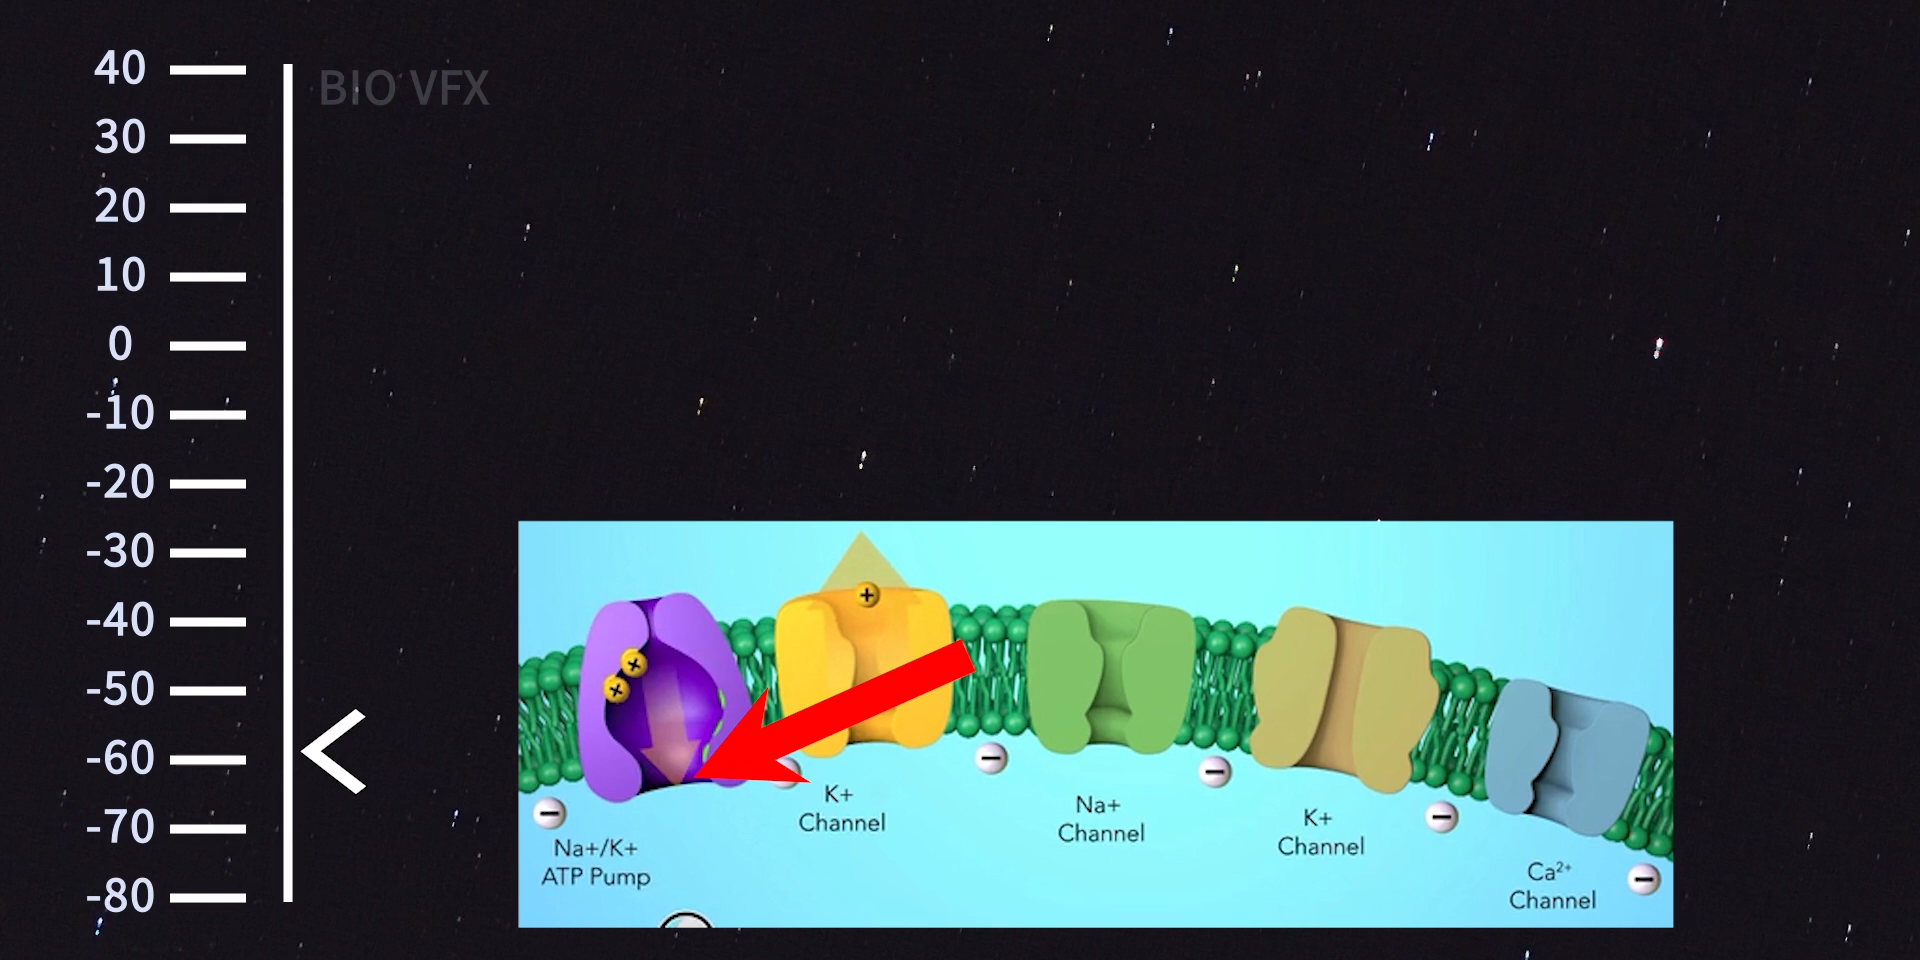 40
BIO VFX
30
20
10
0
-10
-20
-30
-40
-50
-60
-70
-80
K+
Channel
Na+
Channel
K+
Channel
Na+/K+
ATP Pump
Ca²⁺
Channel